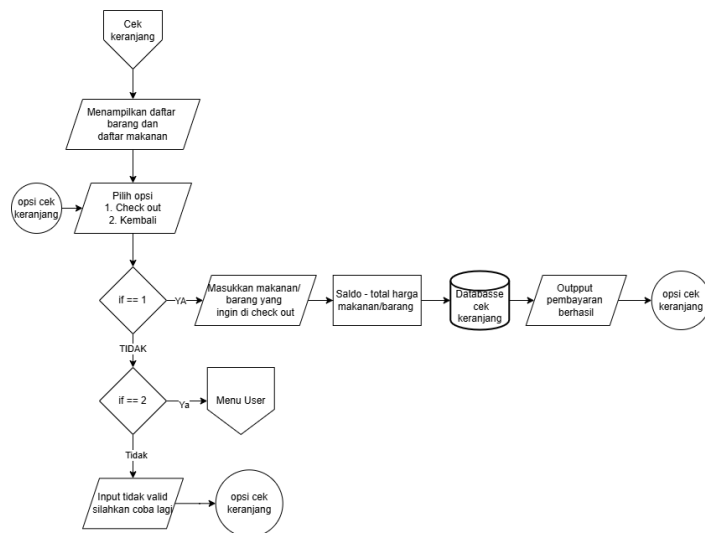 Cek
keranjang
Menampilkan daftar
barang dan
daftar makanan
opsi cek
keranjang
Pilih opsi
1. Check out
2. Kembali
if == 1
YA
Masukkan makanan/
barang yang
ingin di check out
Saldo - total harga
makanan/barang
Databasse
cek
keranjang
Outpput
pembayaran
berhasil
opsi cek
keranjang
TIDAK
if == 2
Ya
Menu User
Tidak
Input tidak valid
silahkan coba lagi
opsi cek
keranjang